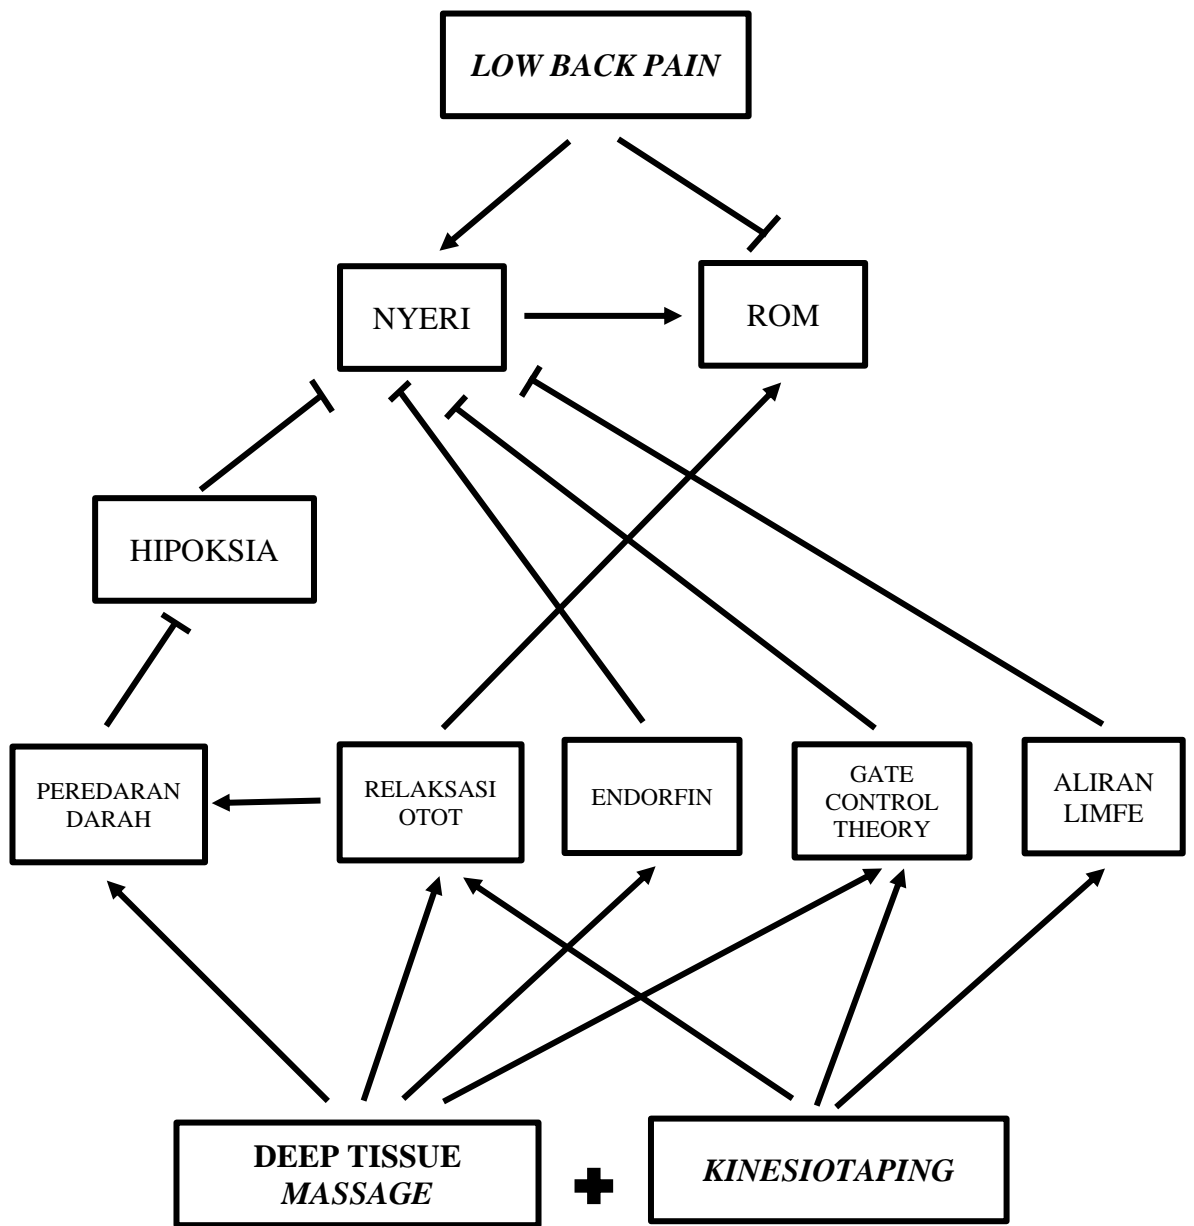 LOW BACK PAIN
NYERI
ROM
HIPOKSIA
PEREDARAN
DARAH
RELAKSASI
OTOT
ENDORFIN
GATE
CONTROL
THEORY
ALIRAN
LIMFE
DEEP TISSUE
MASSAGE
KINESIOTAPING